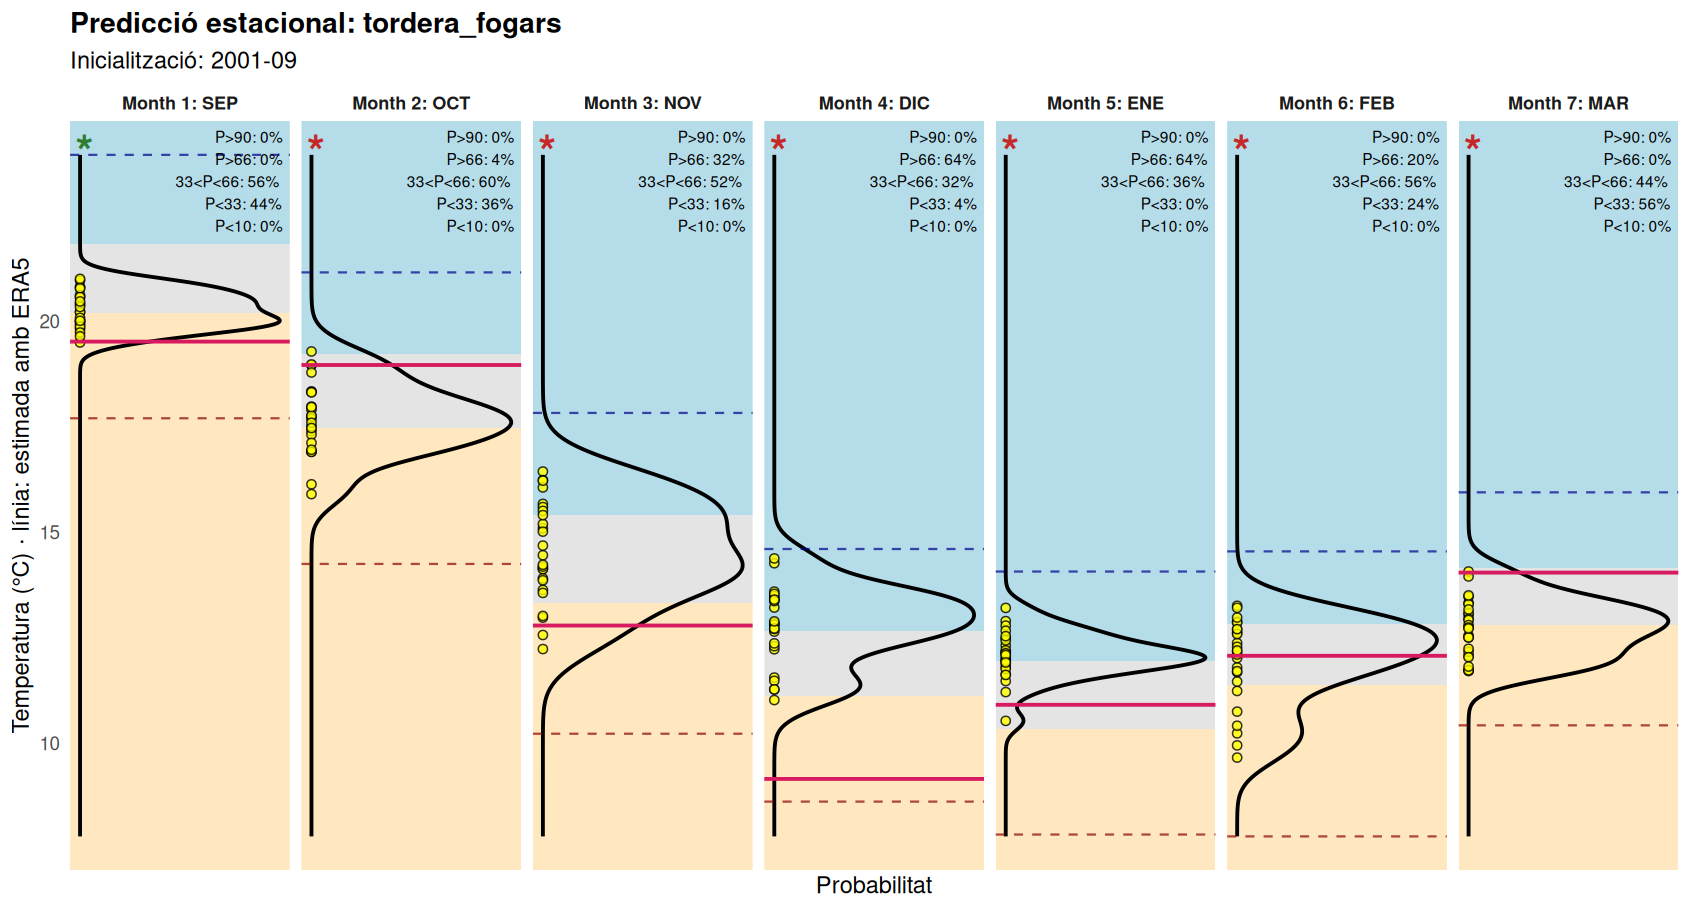 Predicció estacional: tordera_fogars
Inicialització: 2001-09
Month 1: SEP
Month 2: OCT
Month 3: NOV
Month 4: DIC
Month 5: ENE
Month 6: FEB
Month 7: MAR
*
P>90: 0%
P>66: 0%
33<P<66: 56%
P<33: 44%
P<10: 0%
*
P>90: 0%
P>66: 4%
33<P<66: 60%
P<33: 36%
P<10: 0%
*
P>90: 0%
P>66: 32%
33<P<66: 52%
P<33: 16%
P<10: 0%
*
P>90: 0%
P>66: 64%
33<P<66: 32%
P<33: 4%
P<10: 0%
*
P>90: 0%
P>66: 64%
33<P<66: 36%
P<33: 0%
P<10: 0%
*
P>90: 0%
P>66: 20%
33<P<66: 56%
P<33: 24%
P<10: 0%
*
P>90: 0%
P>66: 0%
33<P<66: 44%
P<33: 56%
P<10: 0%
Temperatura (°C) · línia: estimada amb ERA5
20
15
10
Probabilitat